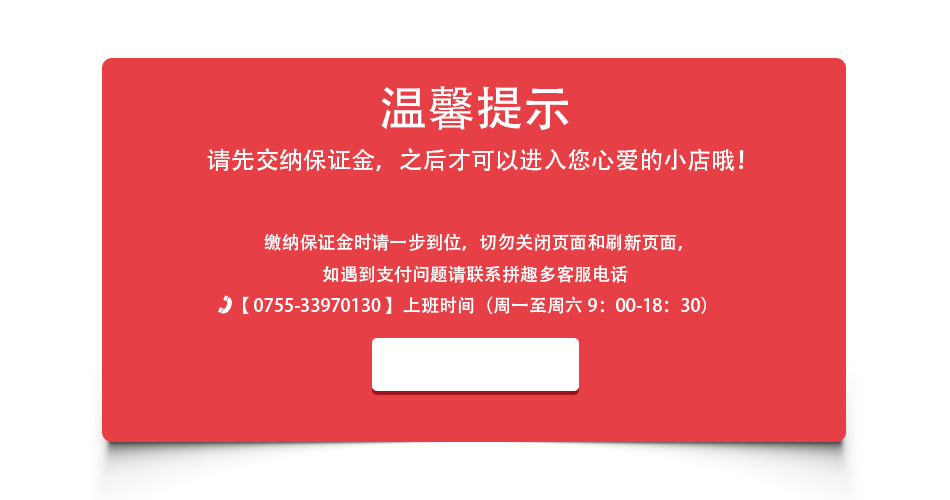 温馨提示
请先交纳保证金，之后才可以进入您心爱的小店哦！
缴纳保证金时请一步到位，切勿关闭页面和刷新页面，
如遇到支付问题请联系拼趣多客服电话
【 0755-33970130 】上班时间（周一至周六 9：00-18：30）